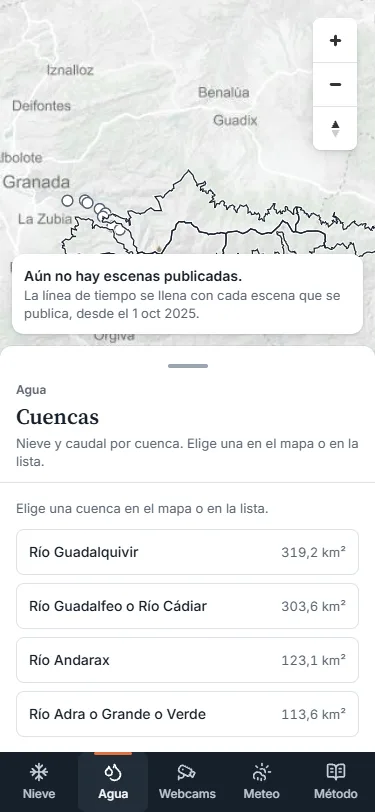 +
Iznalloz
−
Benalúa
Deifontes
Guadix
lbolote
Granada
La Zubia
Aún no hay escenas publicadas.
La línea de tiempo se llena con cada escena que se
publica, desde el 1 oct 2025.
Órgiva
Agua
Cuencas
Nieve y caudal por cuenca. Elige una en el mapa o en la
lista.
Elige una cuenca en el mapa o en la lista.
Río Guadalquivir 319,2 km²
Río Guadalfeo o Río Cádiar 303,6 km²
Río Andarax 123,1 km²
Río Adra o Grande o Verde 113,6 km²
Nieve Agua Webcams Meteo Método